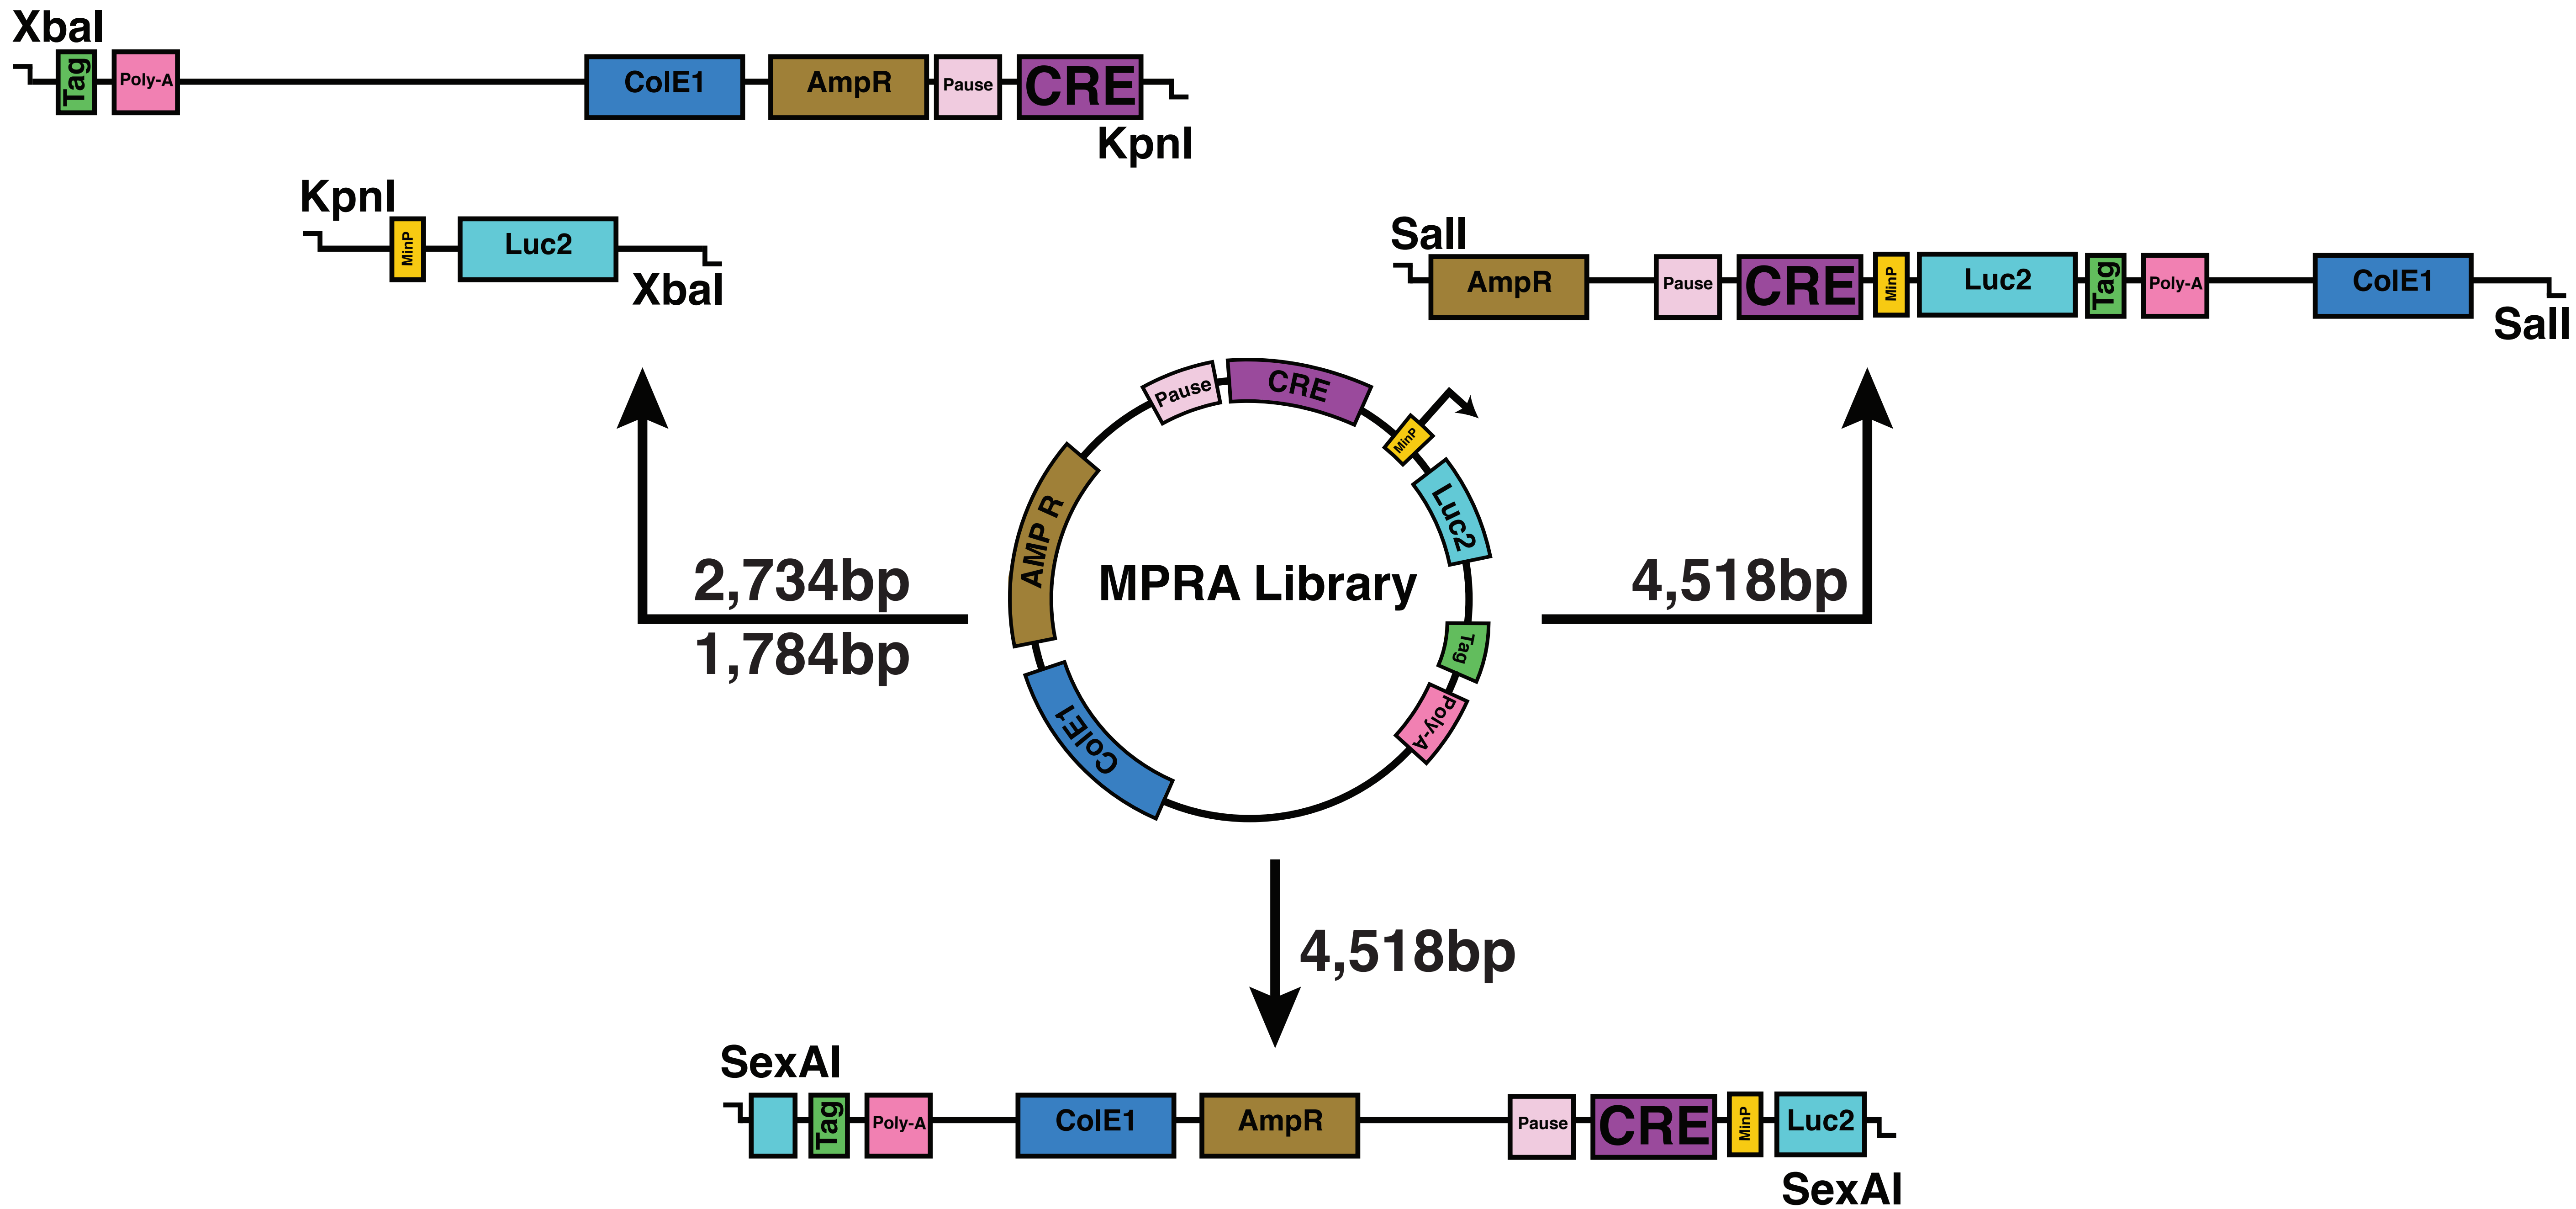 XbaI
Tag
Poly-A
ColE1
AmpR
Pause
CRE
KpnI
KpnI
MinP
Luc2
XbaI
SalI
AmpR
Pause
CRE
MinP
Luc2
Tag
Poly-A
ColE1
SalI
Pause
CRE
MinP
Luc2
Tag
Poly-A
ColE1
AMP R
MPRA Library
2,734bp
1,784bp
4,518bp
4,518bp
SexAI
Tag
Poly-A
ColE1
AmpR
Pause
CRE
MinP
Luc2
SexAI